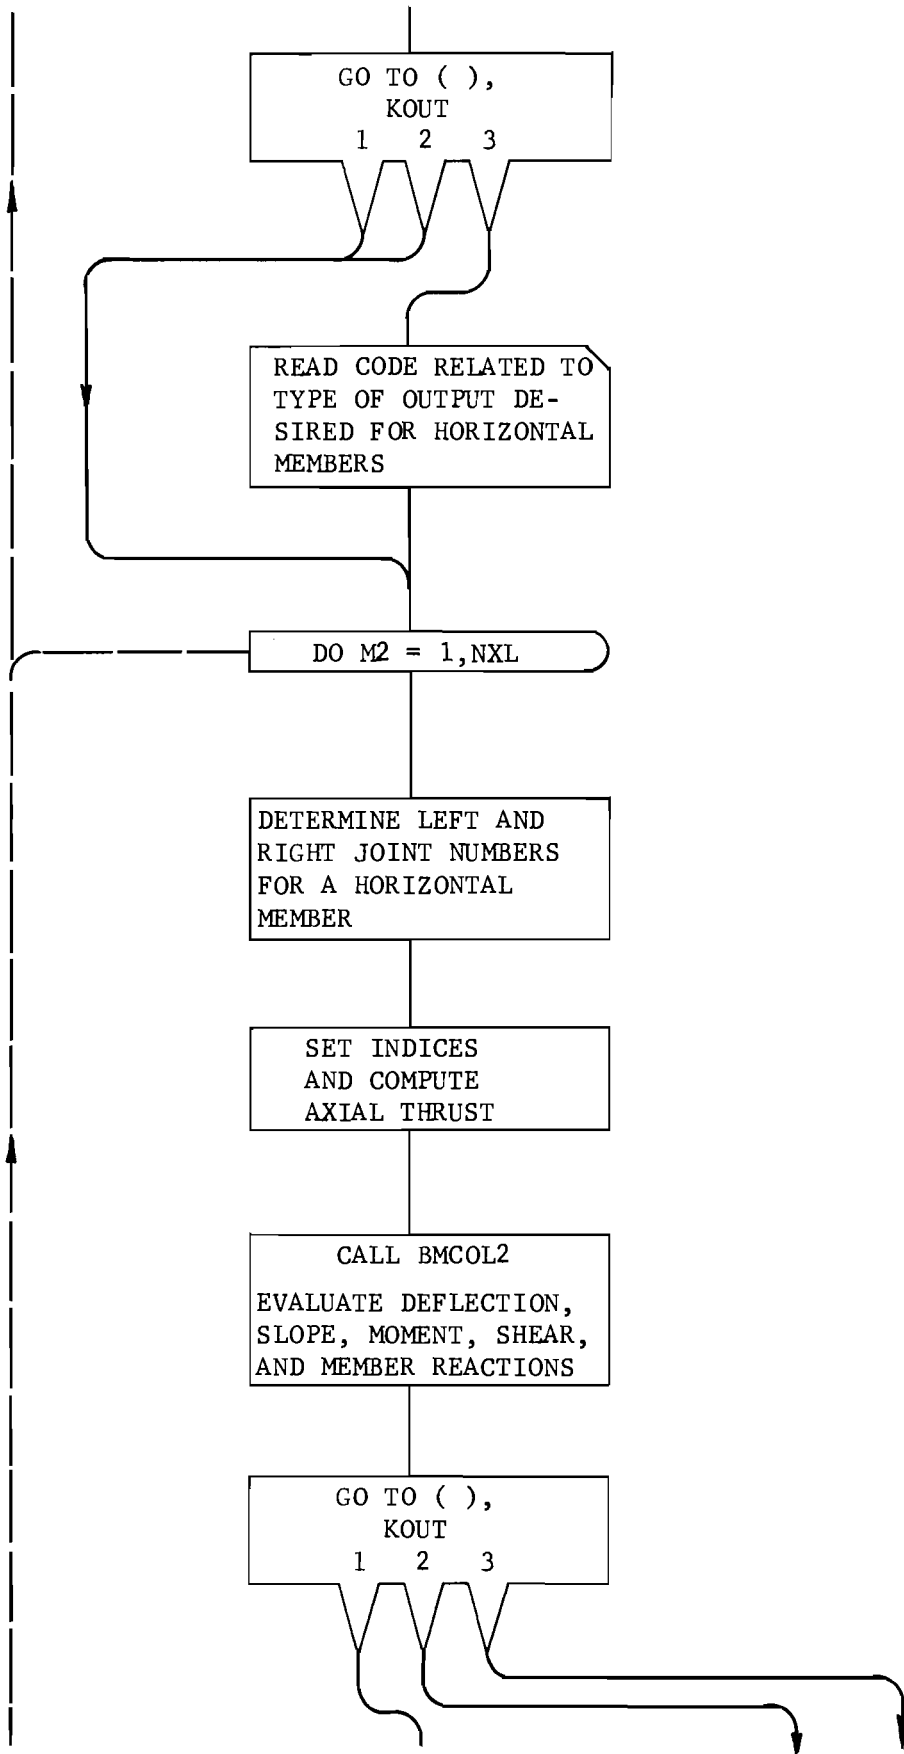 GO TO ( ),
KOUT
1 2 3
READ CODE RELATED TO
TYPE OF OUTPUT DE-
SIRED FOR HORIZONTAL
MEMBERS
DO M2 = 1,NXL
DETERMINE LEFT AND
RIGHT JOINT NUMBERS
FOR A HORIZONTAL
MEMBER
SET INDICES
AND COMPUTE
AXIAL THRUST
CALL BMCOL2
EVALUATE DEFLECTION,
SLOPE, MOMENT, SHEAR,
AND MEMBER REACTIONS
GO TO ( ),
KOUT
1 2 3